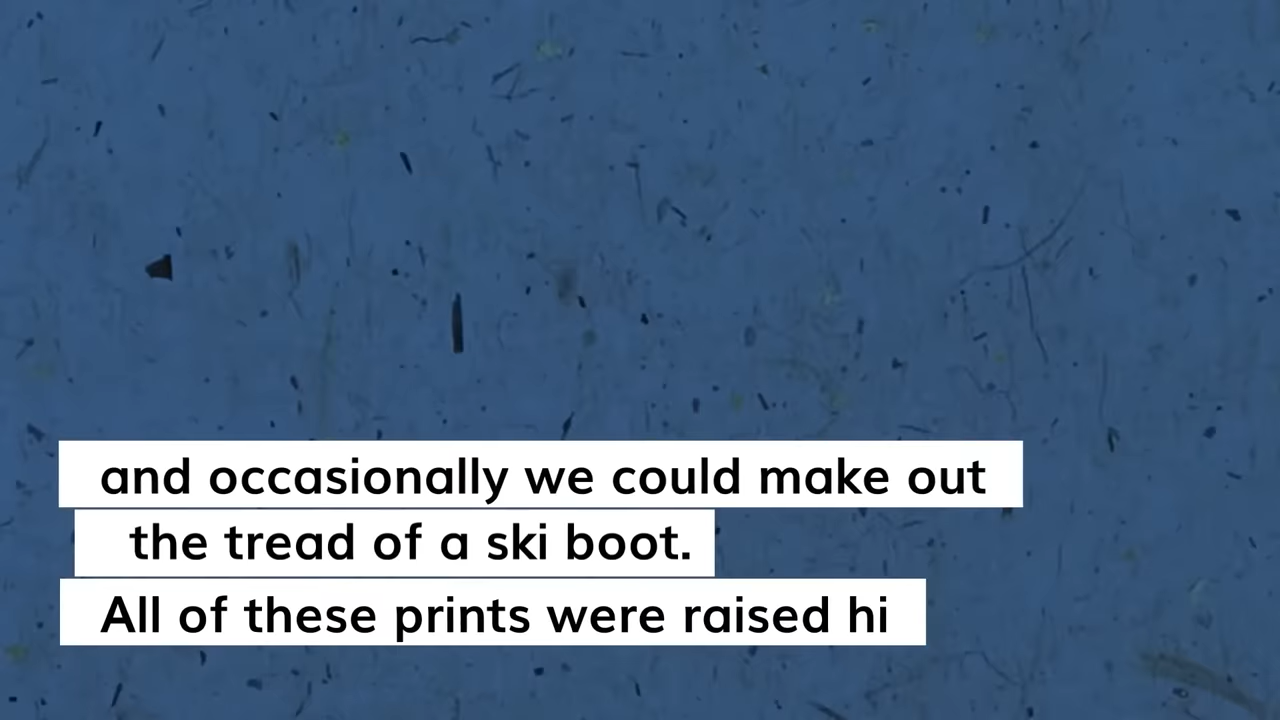 and occasionally we could make out
the tread of a ski boot.
All of these prints were raised hi